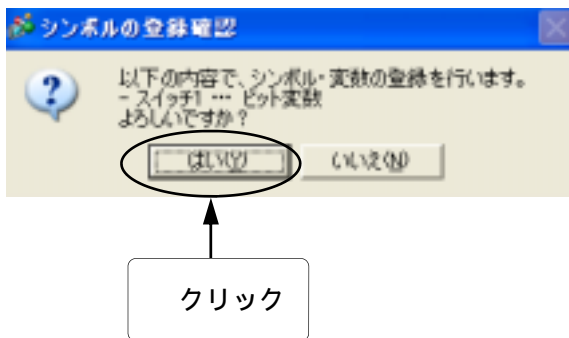 シンボルの登録確認
以下の内容で、シンボル・変数の登録を行います。
- スイッチ1 … ビット変数
よろしいですか?
はい(Y) いいえ(N)
クリック